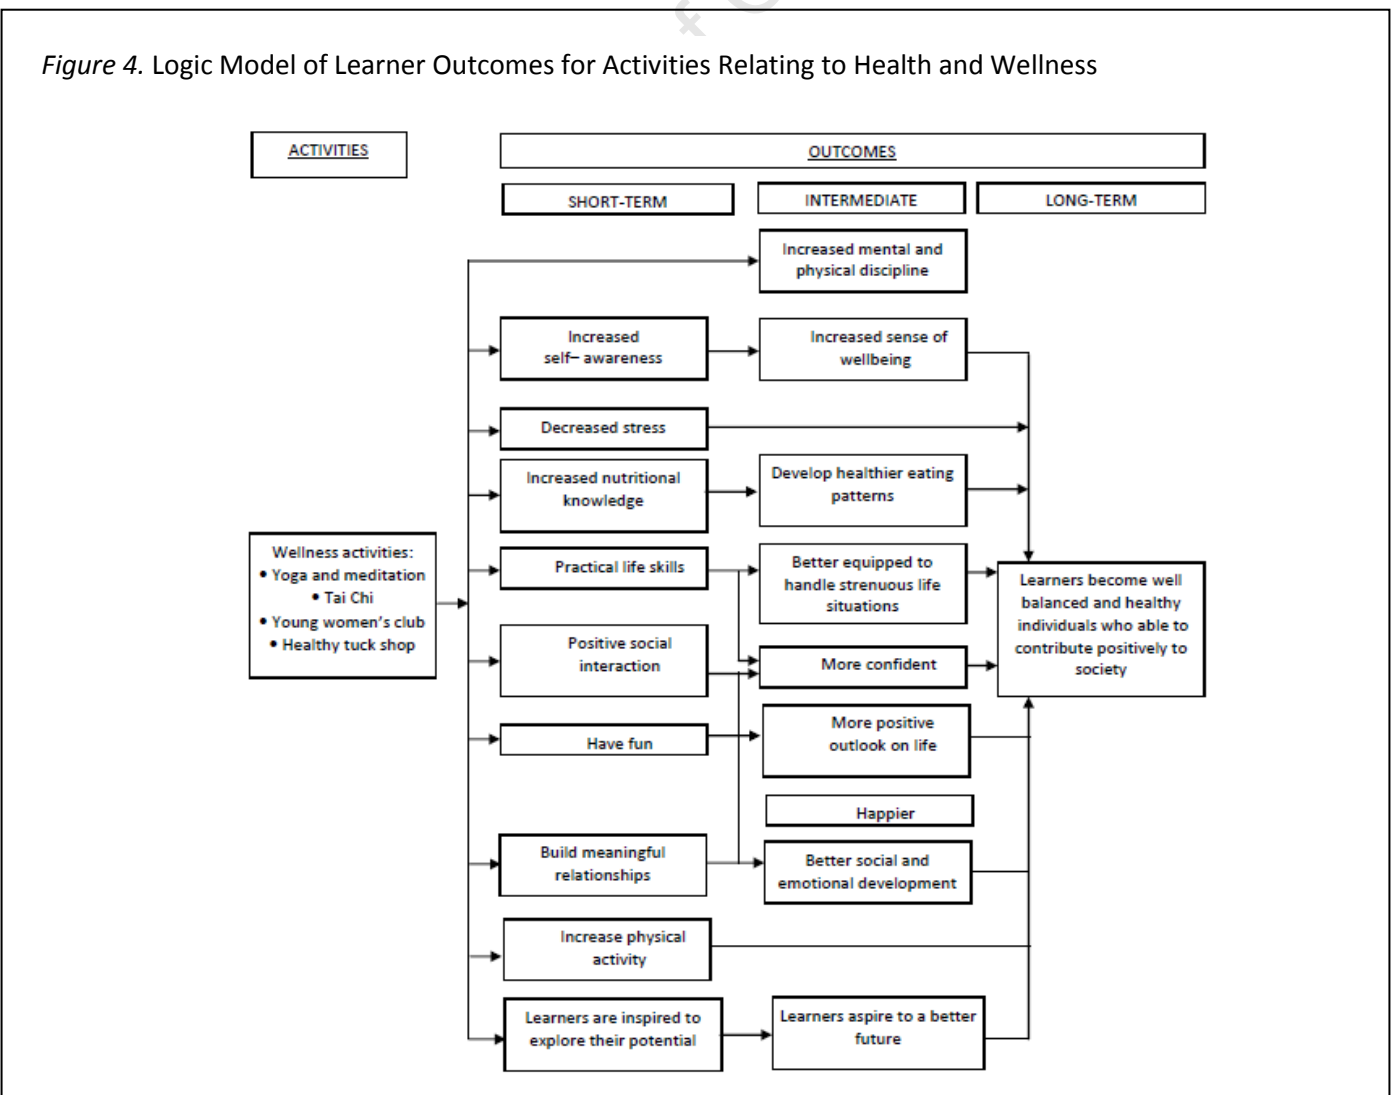 Figure 4. Logic Model of Learner Outcomes for Activities Relating to Health and Wellness
ACTIVITIES
OUTCOMES
SHORT-TERM
INTERMEDIATE
LONG-TERM
Increased mental and
physical discipline
Increased
self– awareness
Increased sense of
wellbeing
Decreased stress
Increased nutritional
knowledge
Develop healthier eating
patterns
Wellness activities:
• Yoga and meditation
• Tai Chi
• Young women's club
• Healthy tuck shop
Practical life skills
Better equipped to
handle strenuous life
situations
Learners become well
balanced and healthy
individuals who able to
contribute positively to
society
Positive social
interaction
More confident
Have fun
More positive
outlook on life
Happier
Build meaningful
relationships
Better social and
emotional development
Increase physical
activity
Learners are inspired to
explore their potential
Learners aspire to a better
future